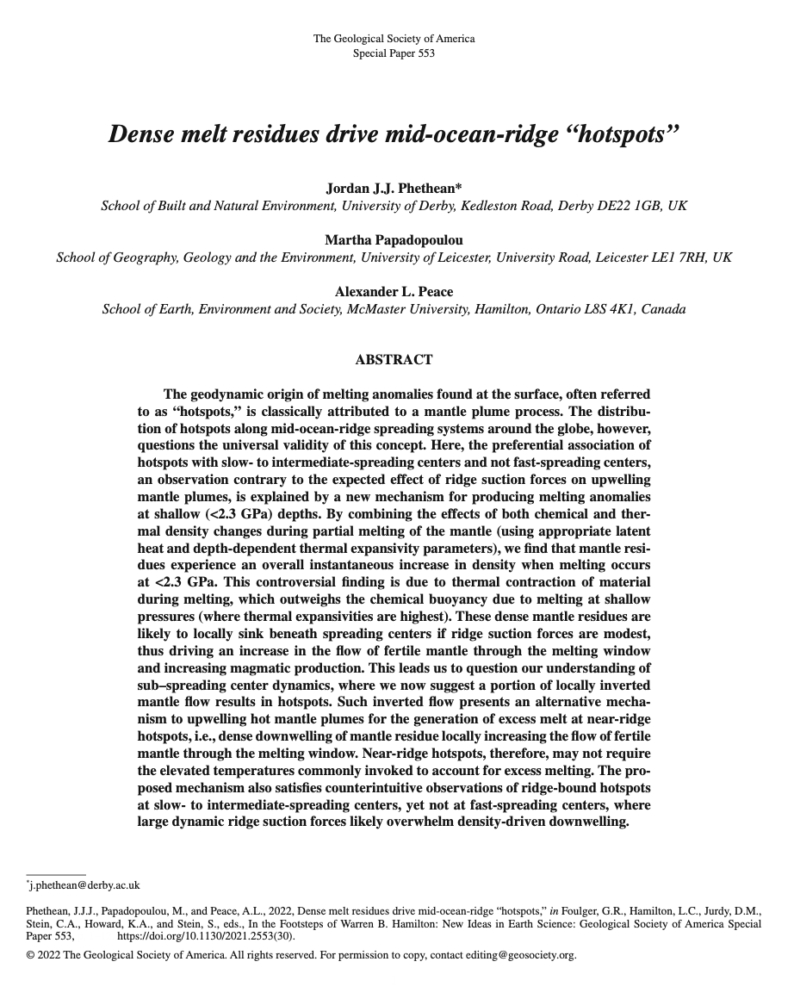 The Geological Society of America
Special Paper 553
Dense melt residues drive mid-ocean-ridge “hotspots”
Jordan J.J. Phethean*
School of Built and Natural Environment, University of Derby, Kedleston Road, Derby DE22 1GB, UK
Martha Papadopoulou
School of Geography, Geology and the Environment, University of Leicester, University Road, Leicester LE1 7RH, UK
Alexander L. Peace
School of Earth, Environment and Society, McMaster University, Hamilton, Ontario L8S 4K1, Canada
ABSTRACT
The geodynamic origin of melting anomalies found at the surface, often referred
to as “hotspots,” is classically attributed to a mantle plume process. The distribu-
tion of hotspots along mid-ocean-ridge spreading systems around the globe, however,
questions the universal validity of this concept. Here, the preferential association of
hotspots with slow- to intermediate-spreading centers and not fast-spreading centers,
an observation contrary to the expected effect of ridge suction forces on upwelling
mantle plumes, is explained by a new mechanism for producing melting anomalies
at shallow (<2.3 GPa) depths. By combining the effects of both chemical and ther-
mal density changes during partial melting of the mantle (using appropriate latent
heat and depth-dependent thermal expansivity parameters), we find that mantle resi-
dues experience an overall instantaneous increase in density when melting occurs
at <2.3 GPa. This controversial finding is due to thermal contraction of material
during melting, which outweighs the chemical buoyancy due to melting at shallow
pressures (where thermal expansivities are highest). These dense mantle residues are
likely to locally sink beneath spreading centers if ridge suction forces are modest,
thus driving an increase in the flow of fertile mantle through the melting window
and increasing magmatic production. This leads us to question our understanding of
sub–spreading center dynamics, where we now suggest a portion of locally inverted
mantle flow results in hotspots. Such inverted flow presents an alternative mecha-
nism to upwelling hot mantle plumes for the generation of excess melt at near-ridge
hotspots, i.e., dense downwelling of mantle residue locally increasing the flow of fertile
mantle through the melting window. Near-ridge hotspots, therefore, may not require
the elevated temperatures commonly invoked to account for excess melting. The pro-
posed mechanism also satisfies counterintuitive observations of ridge-bound hotspots
at slow- to intermediate-spreading centers, yet not at fast-spreading centers, where
large dynamic ridge suction forces likely overwhelm density-driven downwelling.
*j.phethean@derby.ac.uk
Phethean, J.J.J., Papadopoulou, M., and Peace, A.L., 2022, Dense melt residues drive mid-ocean-ridge “hotspots,” in Foulger, G.R., Hamilton, L.C., Jurdy, D.M.,
Stein, C.A., Howard, K.A., and Stein, S., eds., In the Footsteps of Warren B. Hamilton: New Ideas in Earth Science: Geological Society of America Special
Paper 553, https://doi.org/10.1130/2021.2553(30).
© 2022 The Geological Society of America. All rights reserved. For permission to copy, contact editing@geosociety.org.